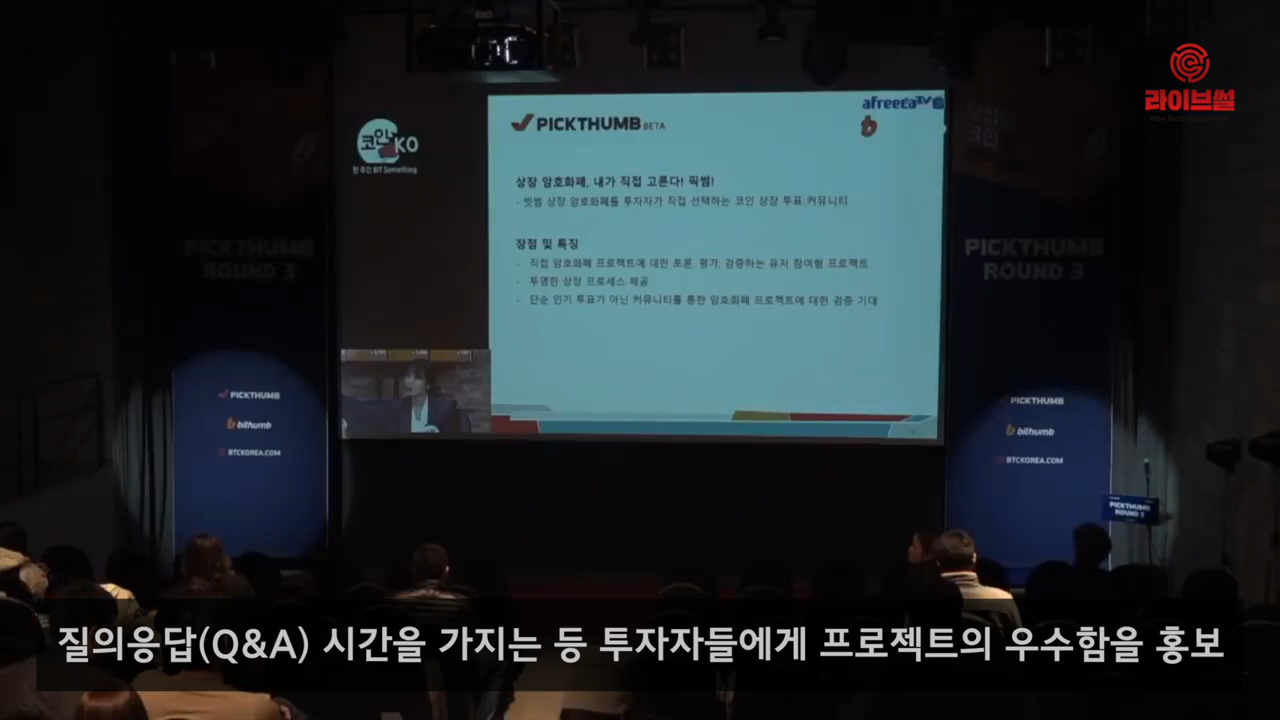 라이브썰
코인KO
한 주간 BIT Something
PICKTHUMB BETA
afreecaTV
상장 암호화폐, 내가 직접 고른다! 픽썸!
- 빗썸 상장 암호화폐를 투자자가 직접 선택하는 코인 상장 투표 커뮤니티
장점 및 특징
- 직접 암호화폐 프로젝트에 대한 토론, 평가, 검증하는 유저 참여형 프로젝트
- 투명한 상장 프로세스 제공
- 단순 인기 투표가 아닌 커뮤니티를 통한 암호화폐 프로젝트에 대한 검증 기대
PICKTHUMB
ROUND 3
PICKTHUMB
ROUND 3
PICKTHUMB
bithumb
BTCKOREA.COM
PICKTHUMB
bithumb
BTCKOREA.COM
PICKTHUMB
ROUND 3
질의응답(Q&A) 시간을 가지는 등 투자자들에게 프로젝트의 우수함을 홍보